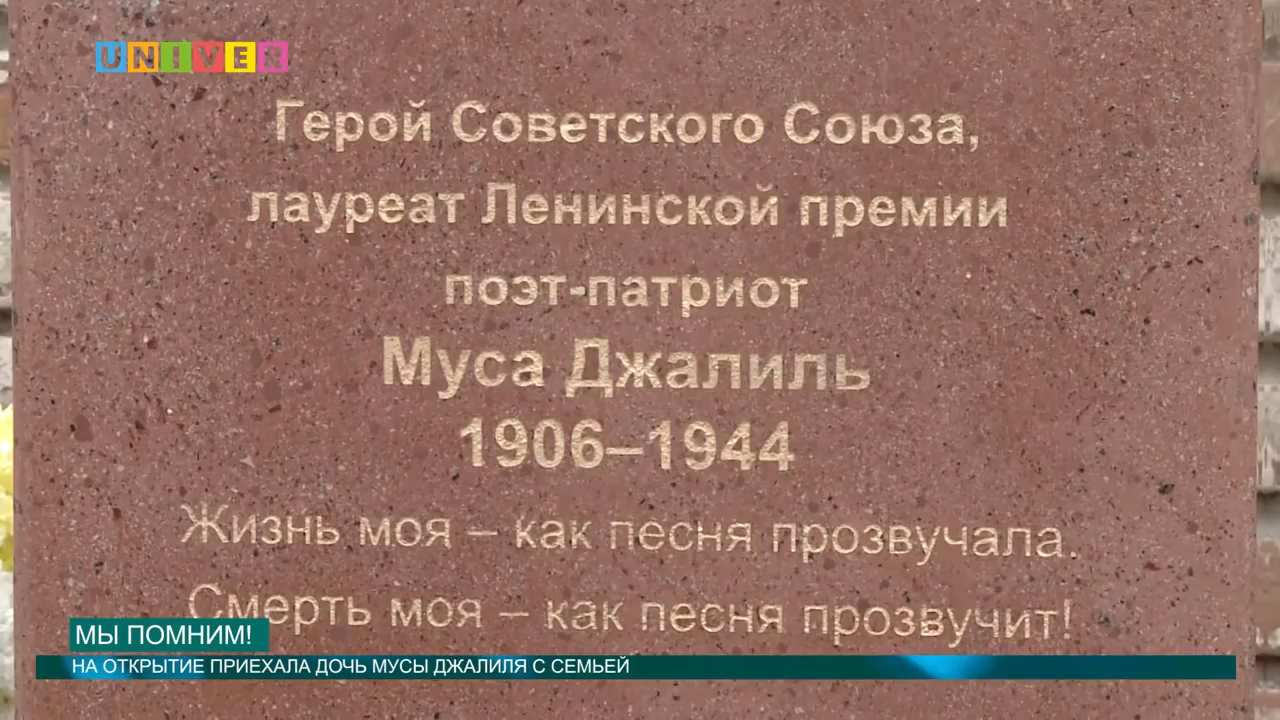 UNIVER
Герой Советского Союза,
лауреат Ленинской премии
поэт-патриот
Муса Джалиль
1906–1944
Жизнь моя – как песня прозвучала.
Смерть моя – как песня прозвучит!
МЫ ПОМНИМ!
НА ОТКРЫТИЕ ПРИЕХАЛА ДОЧЬ МУСЫ ДЖАЛИЛЯ С СЕМЬЕЙ